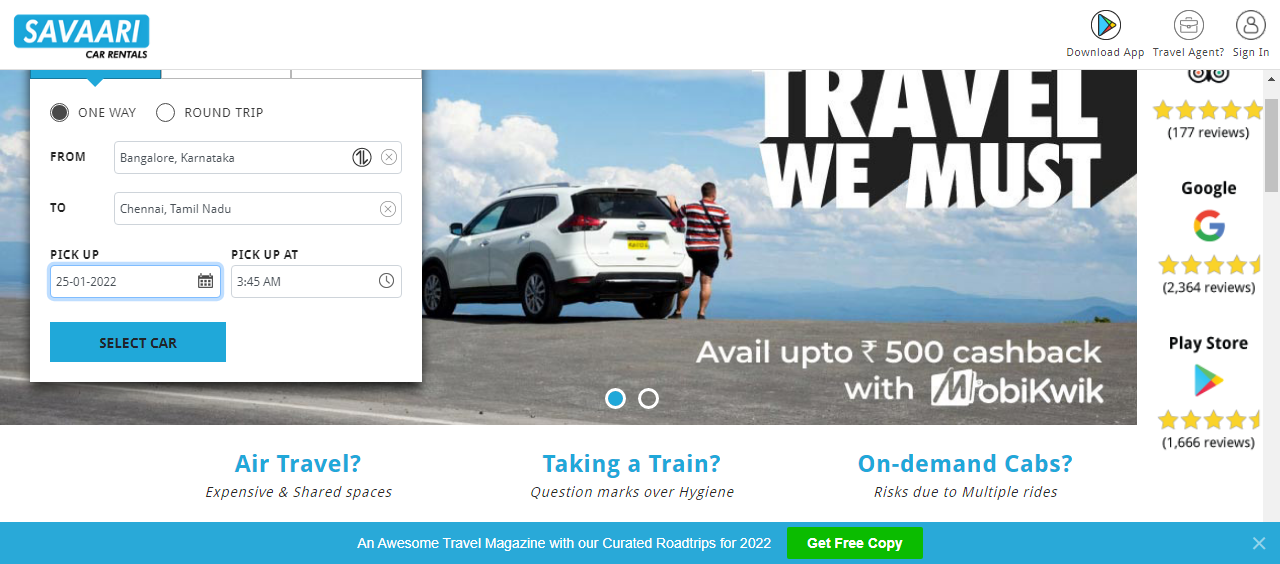 SAVAARI
CAR RENTALS
Download App
Travel Agent?
Sign In
ONE WAY
ROUND TRIP
FROM
Bangalore, Karnataka
TO
Chennai, Tamil Nadu
PICK UP
PICK UP AT
25-01-2022
3:45 AM
SELECT CAR
TRAVEL
WE MUST
Avail upto ₹ 500 cashback
with MobiKwik
(177 reviews)
Google
(2,364 reviews)
Play Store
(1,666 reviews)
Air Travel?
Expensive & Shared spaces
Taking a Train?
Question marks over Hygiene
On-demand Cabs?
Risks due to Multiple rides
An Awesome Travel Magazine with our Curated Roadtrips for 2022
Get Free Copy